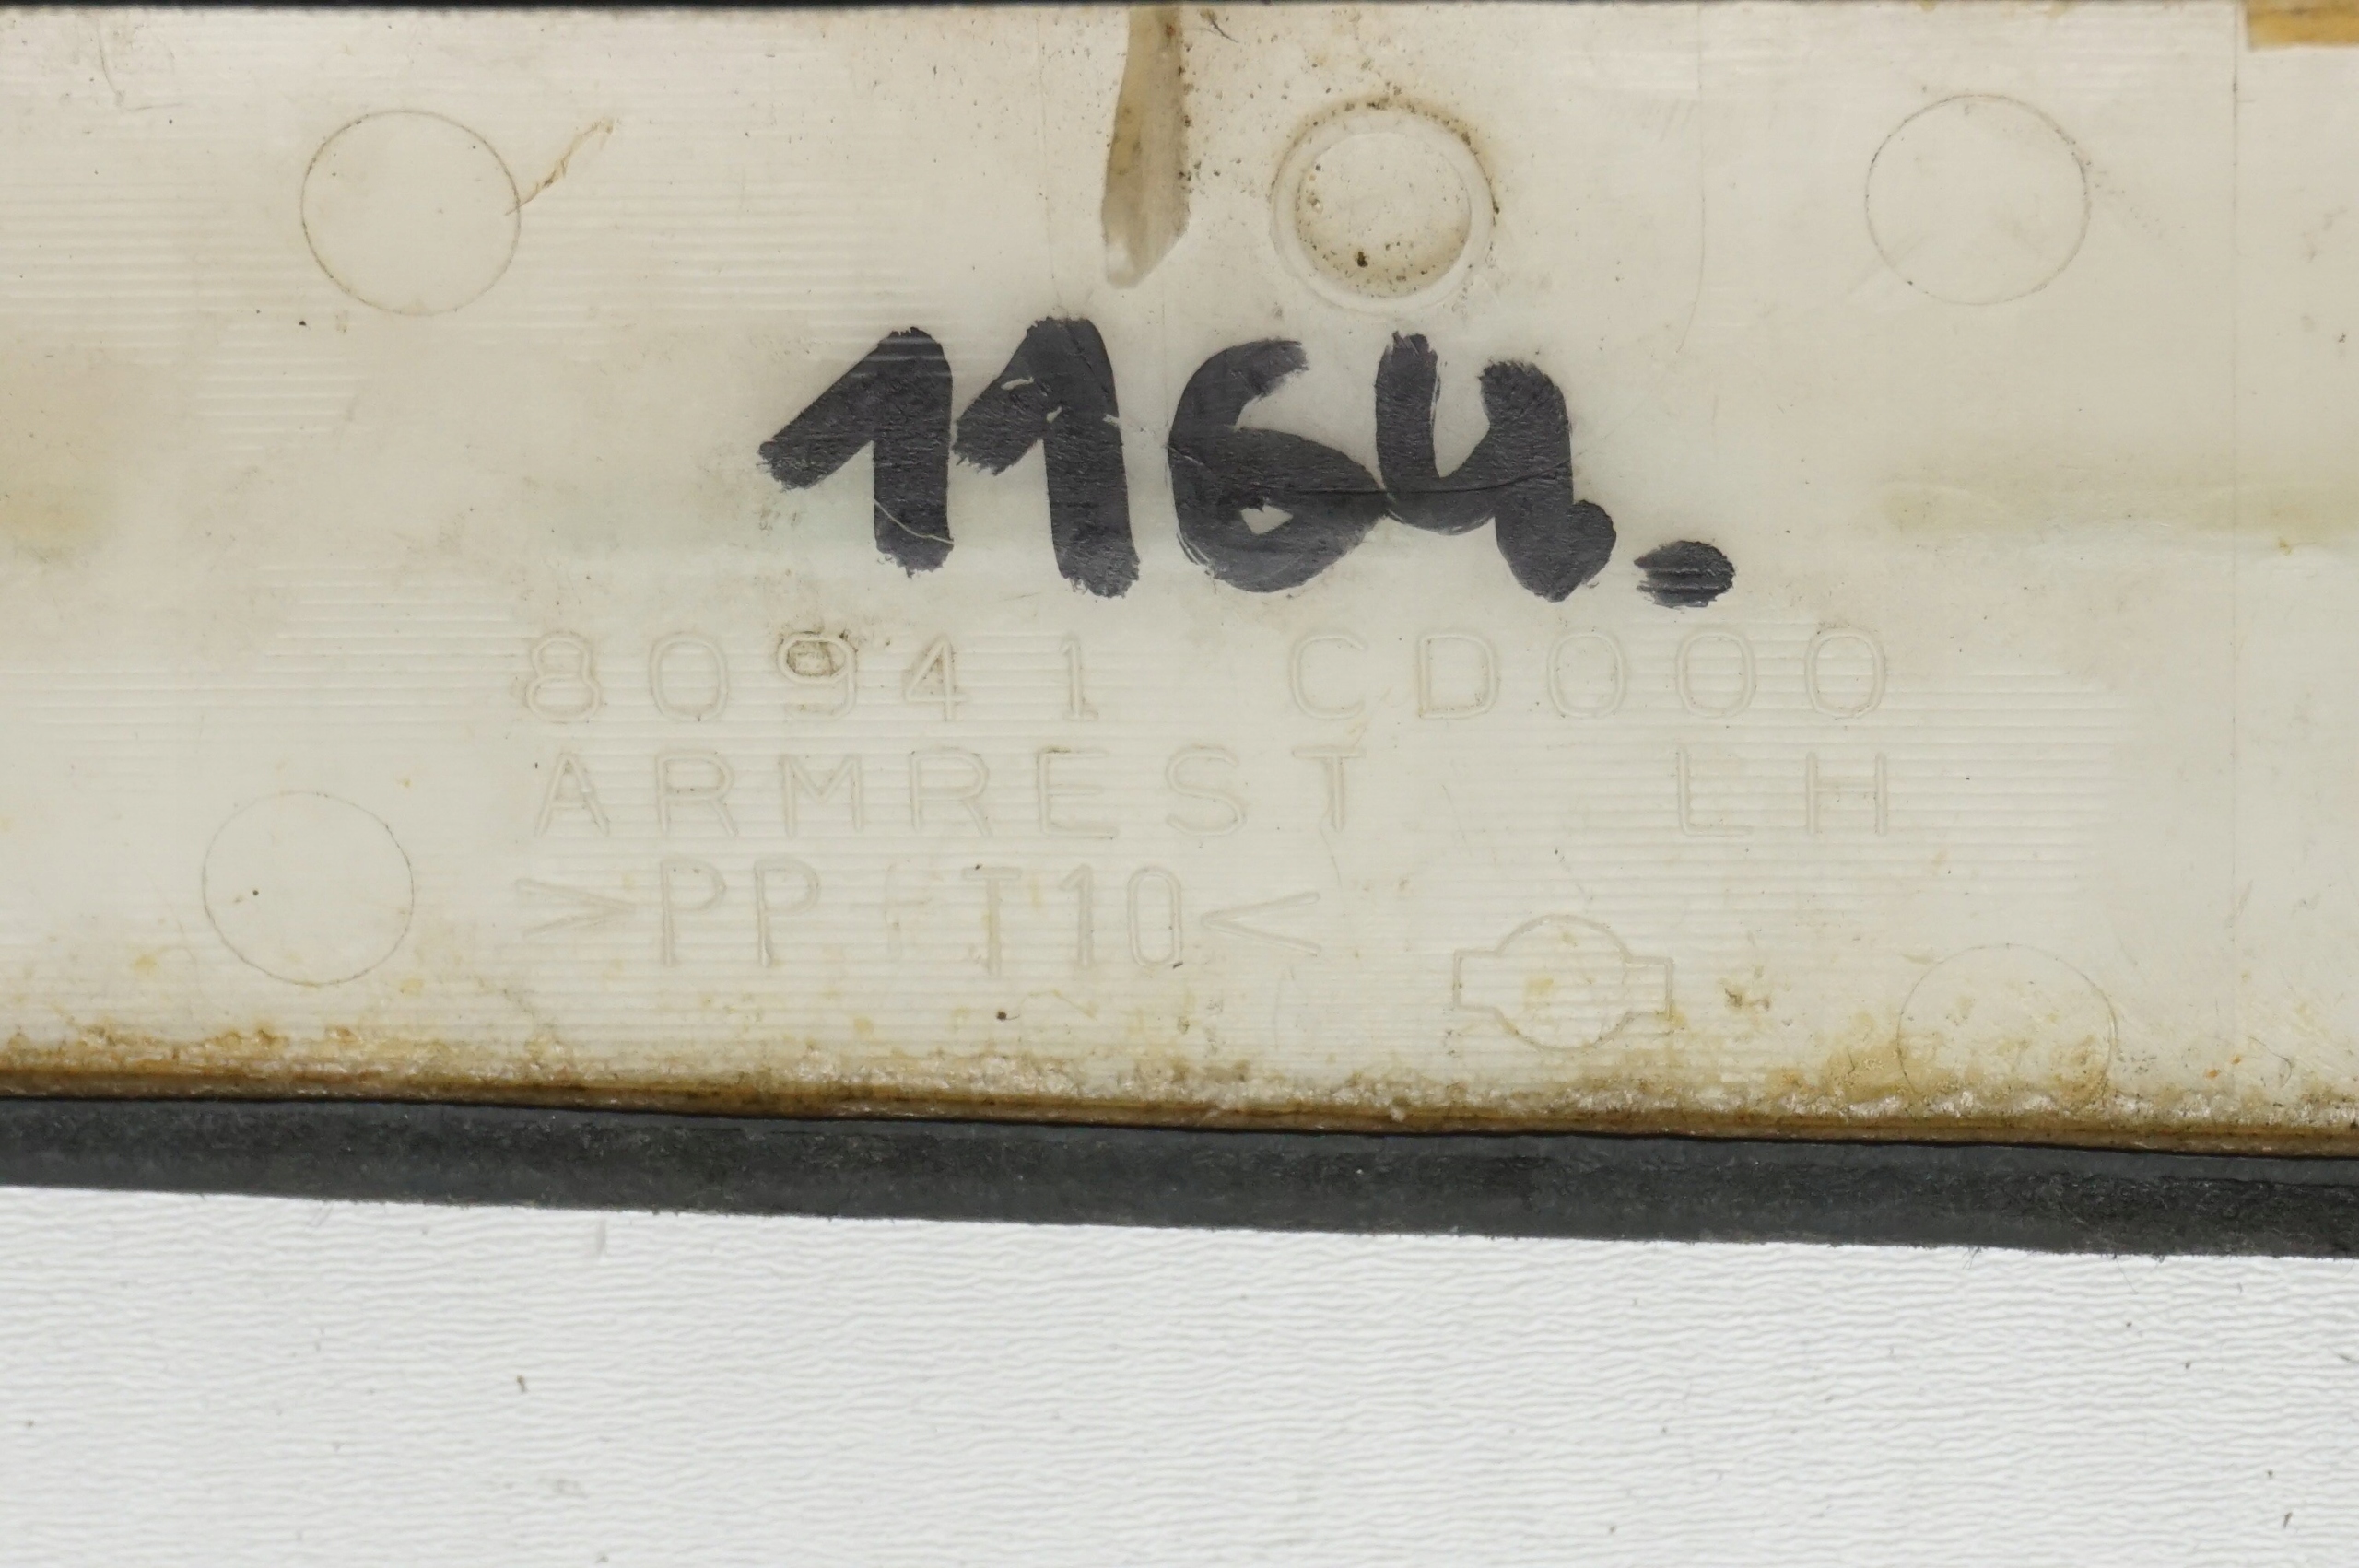 1164.
80941 CD000
ARMREST LH
>PP-T10<